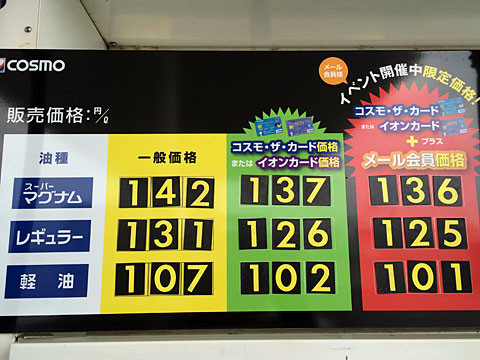 COSMO
メール
会員様
イベント開催中限定価格!
販売価格:円/ℓ
コスモ・ザ・カード価格
または イオンカード価格
コスモ・ザ・カード
または イオンカード
+プラス
メール会員価格
油種 一般価格
スーパー
マグナム 142 137 136
レギュラー 131 126 125
軽油 107 102 101